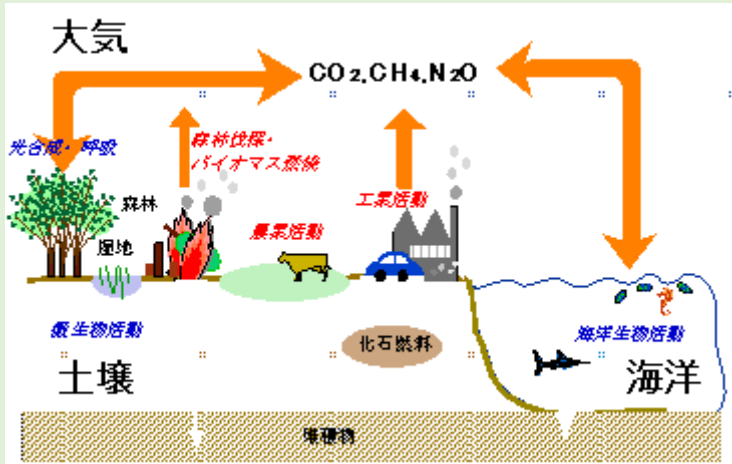 大気
CO2,CH4,N2O
光合成・呼吸
森林伐採・
バイオマス燃焼
森林
工業活動
農業活動
湿地
微生物活動
化石燃料
海洋生物活動
土壌
海洋
堆積物